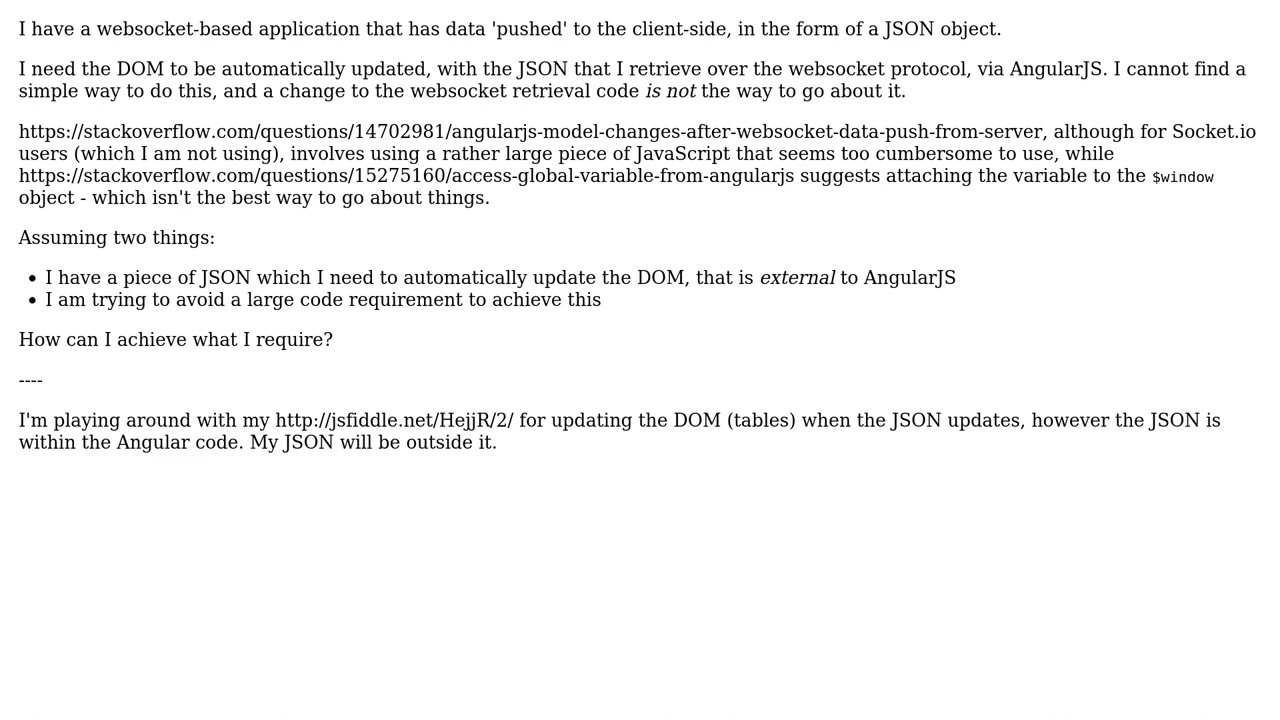 I have a websocket-based application that has data 'pushed' to the client-side, in the form of a JSON object.
I need the DOM to be automatically updated, with the JSON that I retrieve over the websocket protocol, via AngularJS. I cannot find a
simple way to do this, and a change to the websocket retrieval code is not the way to go about it.
https://stackoverflow.com/questions/14702981/angularjs-model-changes-after-websocket-data-push-from-server, although for Socket.io
users (which I am not using), involves using a rather large piece of JavaScript that seems too cumbersome to use, while
https://stackoverflow.com/questions/15275160/access-global-variable-from-angularjs suggests attaching the variable to the $window
object - which isn't the best way to go about things.
Assuming two things:
• I have a piece of JSON which I need to automatically update the DOM, that is external to AngularJS
• I am trying to avoid a large code requirement to achieve this
How can I achieve what I require?
----
I'm playing around with my http://jsfiddle.net/HejjR/2/ for updating the DOM (tables) when the JSON updates, however the JSON is
within the Angular code. My JSON will be outside it.